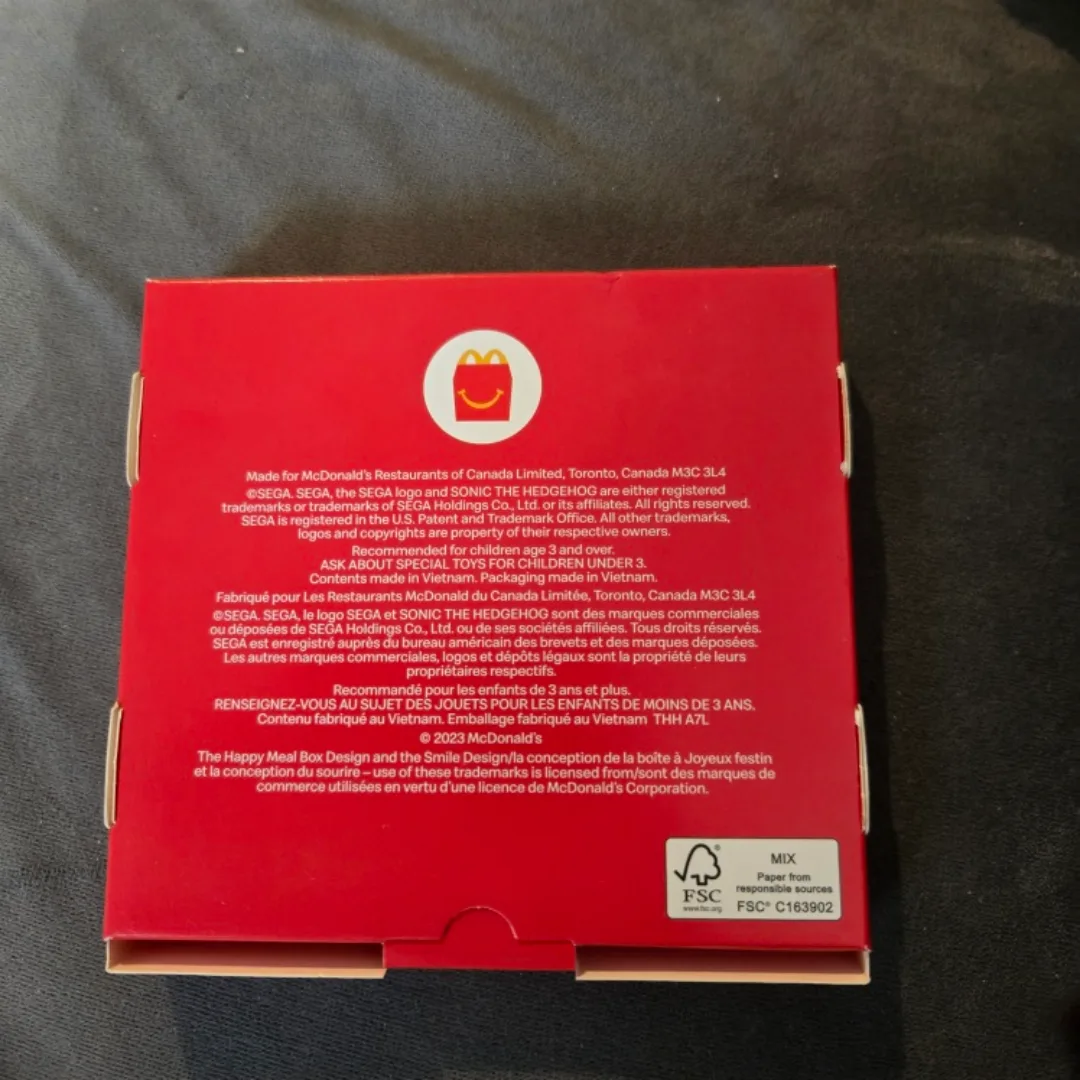 Made for McDonald's Restaurants of Canada Limited, Toronto, Canada M3C 3L4
©SEGA. SEGA, the SEGA logo and SONIC THE HEDGEHOG are either registered
trademarks or trademarks of SEGA Holdings Co., Ltd. or its affiliates. All rights reserved.
SEGA is registered in the U.S. Patent and Trademark Office. All other trademarks,
logos and copyrights are property of their respective owners.
Recommended for children age 3 and over.
ASK ABOUT SPECIAL TOYS FOR CHILDREN UNDER 3.
Contents made in Vietnam. Packaging made in Vietnam.
Fabriqué pour Les Restaurants McDonald du Canada Limitée, Toronto, Canada M3C 3L4
©SEGA. SEGA, le logo SEGA et SONIC THE HEDGEHOG sont des marques commerciales
ou déposées de SEGA Holdings Co., Ltd. ou de ses sociétés affiliées. Tous droits réservés.
SEGA est enregistré auprès du bureau américain des brevets et des marques déposées.
Les autres marques commerciales, logos et dépôts légaux sont la propriété de leurs
propriétaires respectifs.
Recommandé pour les enfants de 3 ans et plus.
RENSEIGNEZ-VOUS AU SUJET DES JOUETS POUR LES ENFANTS DE MOINS DE 3 ANS.
Contenu fabriqué au Vietnam. Emballage fabriqué au Vietnam THH A7L
© 2023 McDonald's
The Happy Meal Box Design and the Smile Design/la conception de la boîte à Joyeux festin
et la conception du sourire – use of these trademarks is licensed from/sont des marques de
commerce utilisées en vertu d'une licence de McDonald's Corporation.
FSC
www.fsc.org
MIX
Paper from
responsible sources
FSC® C163902